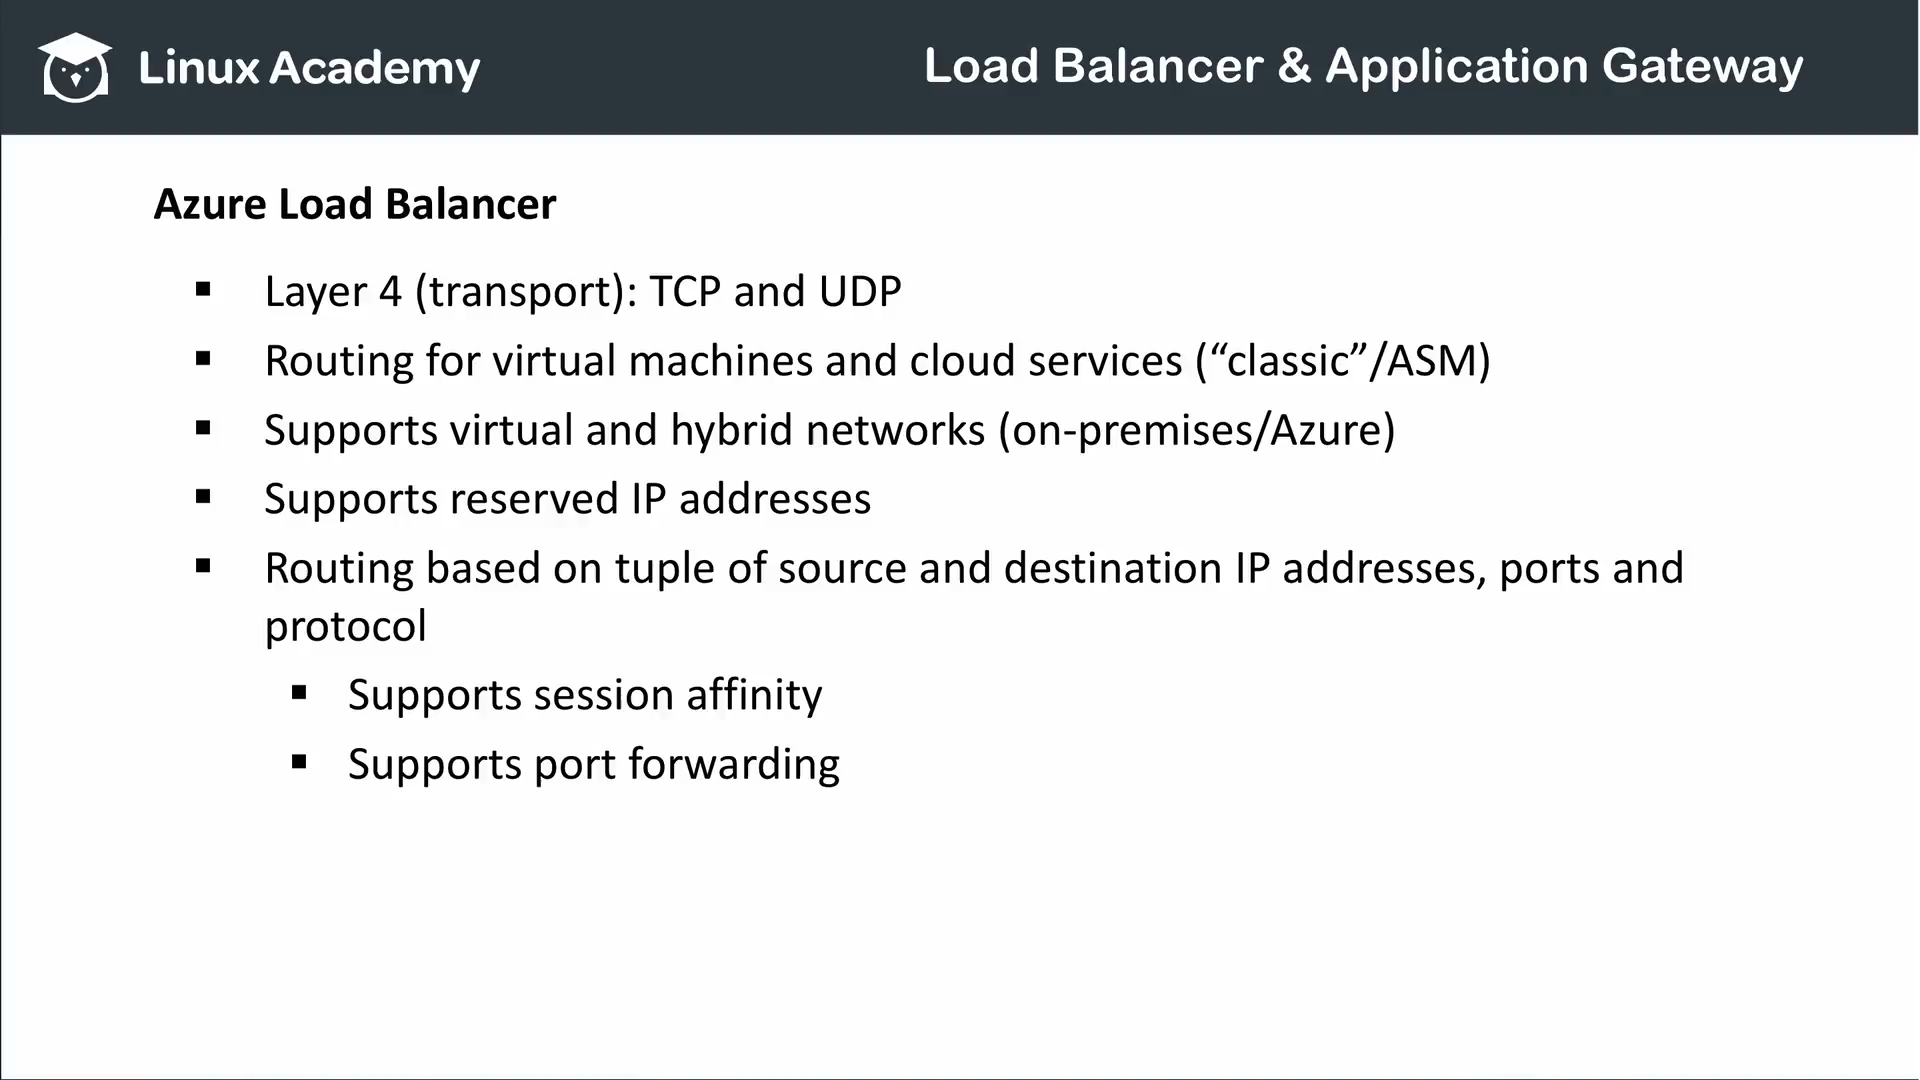 Linux Academy
Load Balancer & Application Gateway
Azure Load Balancer
▪ Layer 4 (transport): TCP and UDP
▪ Routing for virtual machines and cloud services (“classic”/ASM)
▪ Supports virtual and hybrid networks (on-premises/Azure)
▪ Supports reserved IP addresses
▪ Routing based on tuple of source and destination IP addresses, ports and
protocol
▪ Supports session affinity
▪ Supports port forwarding